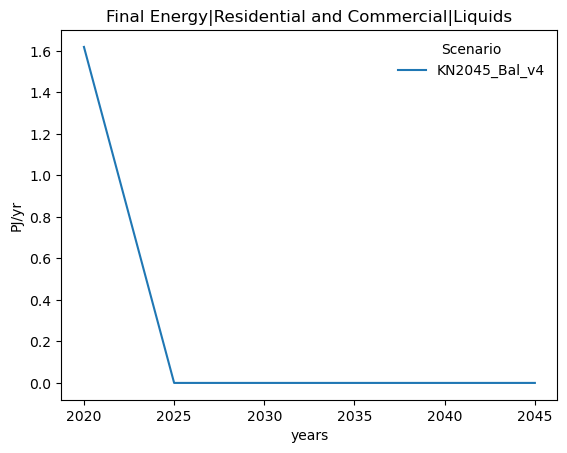 Final Energy|Residential and Commercial|Liquids
Scenario
KN2045_Bal_v4
PJ/yr
1.6
1.4
1.2
1.0
0.8
0.6
0.4
0.2
0.0
2020 2025 2030 2035 2040 2045
years